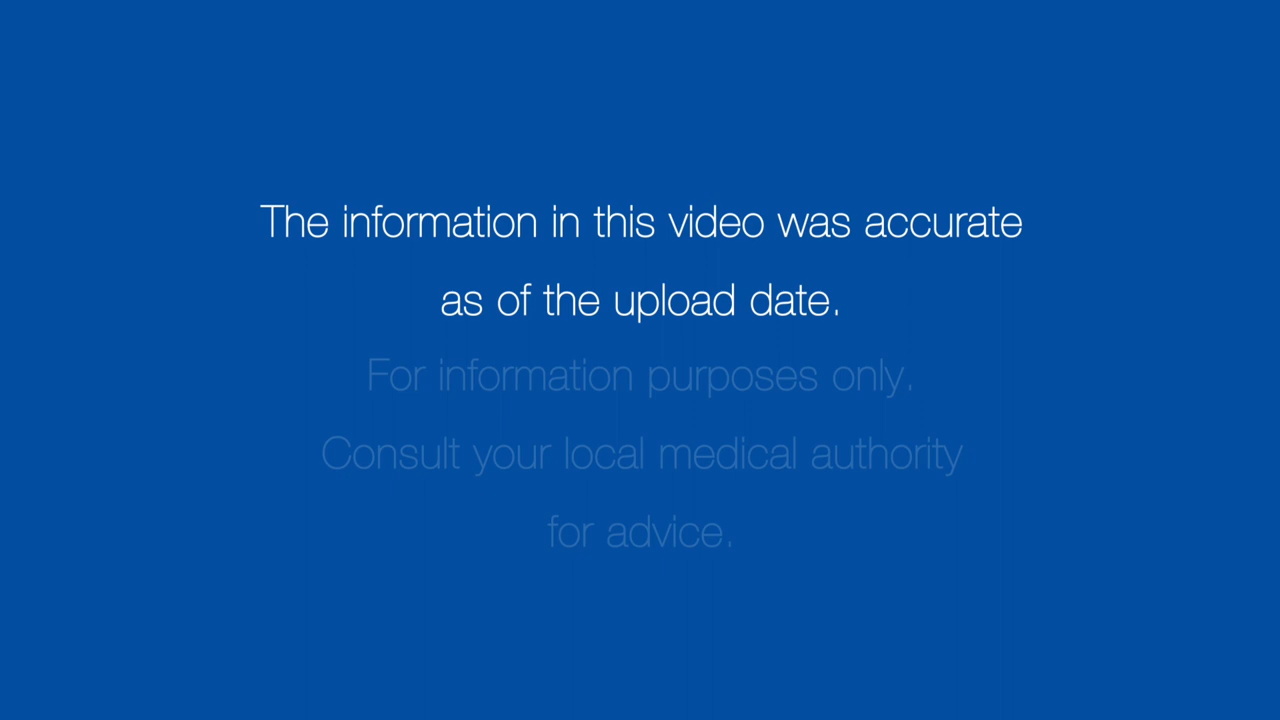 The information in this video was accurate
as of the upload date.
For information purposes only.
Consult your local medical authority
for advice.